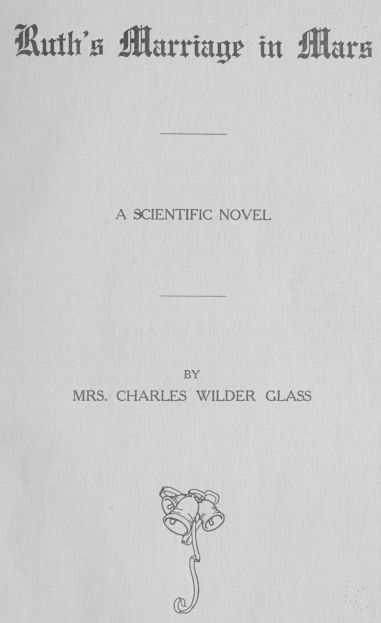 Ruth's Marriage in Mars
A SCIENTIFIC NOVEL
BY
MRS. CHARLES WILDER GLASS